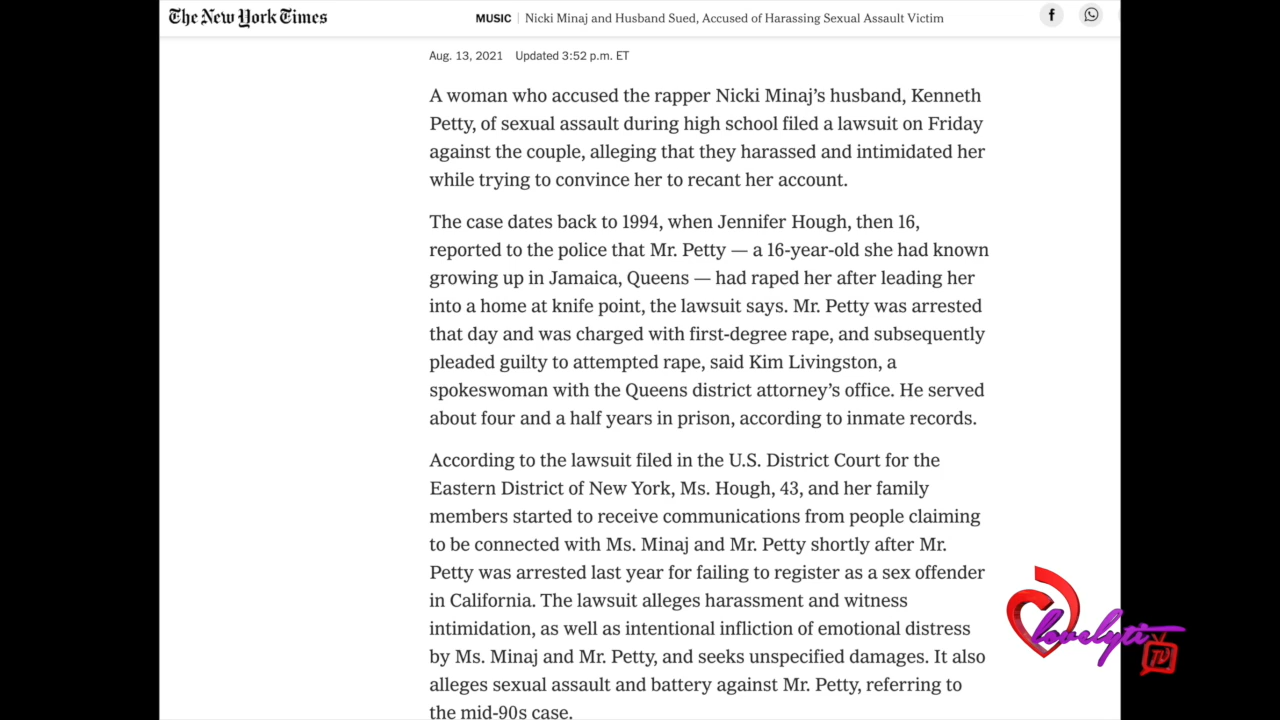 The New York Times
MUSIC | Nicki Minaj and Husband Sued, Accused of Harassing Sexual Assault Victim
Aug. 13, 2021 Updated 3:52 p.m. ET
A woman who accused the rapper Nicki Minaj’s husband, Kenneth
Petty, of sexual assault during high school filed a lawsuit on Friday
against the couple, alleging that they harassed and intimidated her
while trying to convince her to recant her account.
The case dates back to 1994, when Jennifer Hough, then 16,
reported to the police that Mr. Petty — a 16-year-old she had known
growing up in Jamaica, Queens — had raped her after leading her
into a home at knife point, the lawsuit says. Mr. Petty was arrested
that day and was charged with first-degree rape, and subsequently
pleaded guilty to attempted rape, said Kim Livingston, a
spokeswoman with the Queens district attorney’s office. He served
about four and a half years in prison, according to inmate records.
According to the lawsuit filed in the U.S. District Court for the
Eastern District of New York, Ms. Hough, 43, and her family
members started to receive communications from people claiming
to be connected with Ms. Minaj and Mr. Petty shortly after Mr.
Petty was arrested last year for failing to register as a sex offender
in California. The lawsuit alleges harassment and witness
intimidation, as well as intentional infliction of emotional distress
by Ms. Minaj and Mr. Petty, and seeks unspecified damages. It also
alleges sexual assault and battery against Mr. Petty, referring to
the mid-90s case.
lovelyti
TV